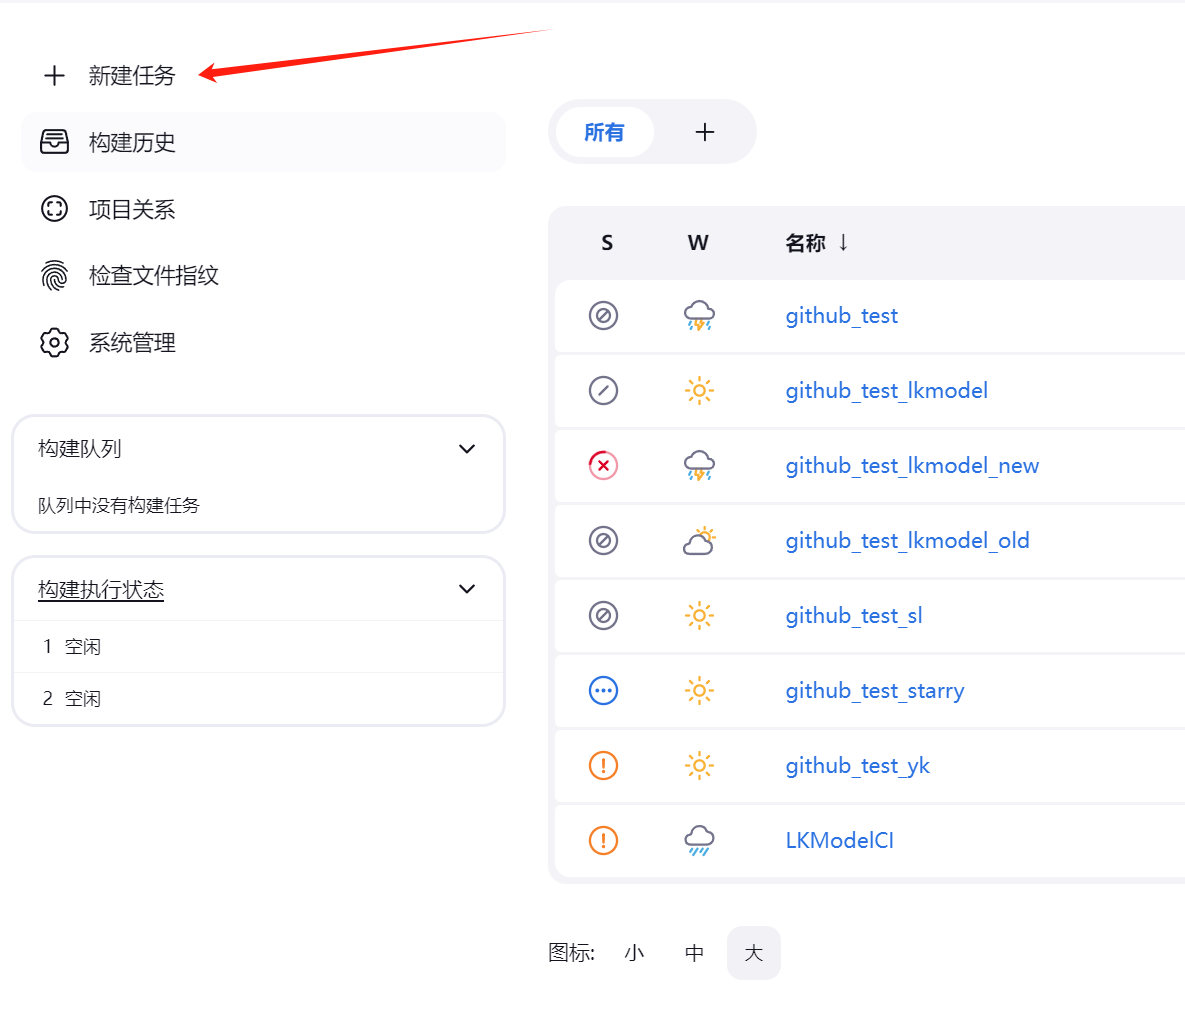 新建任务
构建历史
项目关系
检查文件指纹
系统管理
构建队列
队列中没有构建任务
构建执行状态
1 空闲
2 空闲
所有
S W 名称 ↓
github_test
github_test_lkmodel
github_test_lkmodel_new
github_test_lkmodel_old
github_test_sl
github_test_starry
github_test_yk
LKModelCI
图标: 小 中 大